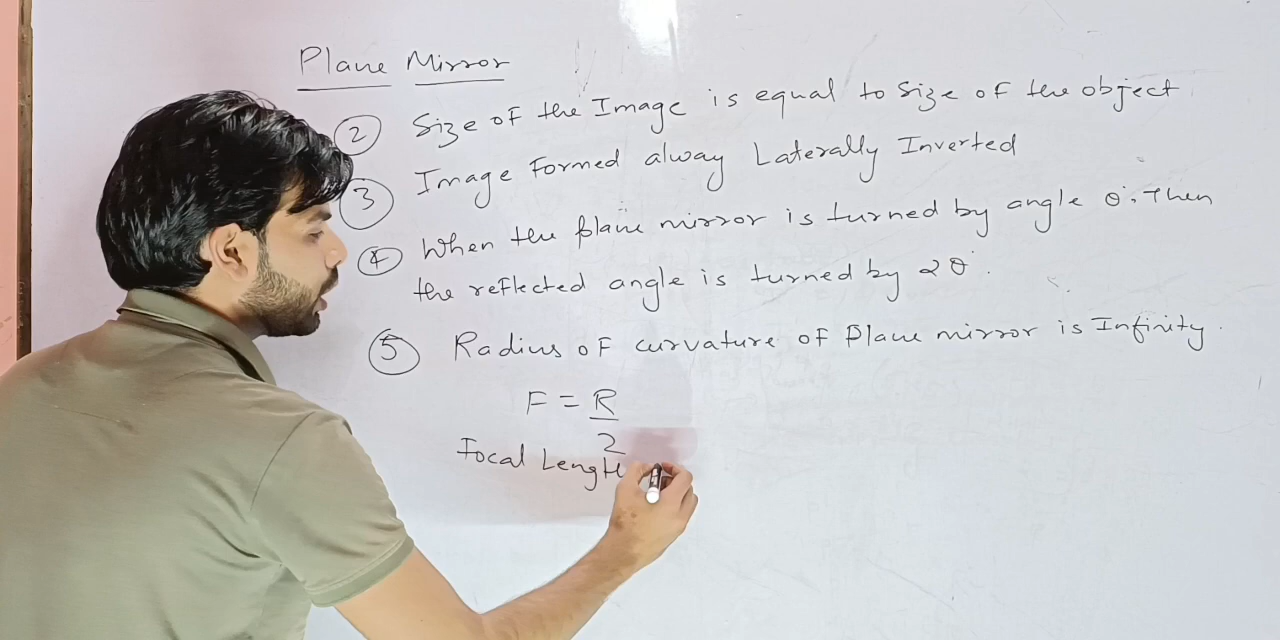 Plane Mirror
② Size of the Image is equal to Size of the object
③ Image Formed alway Laterally Inverted
④ When the plane mirror is turned by angle θ, Then
the reflected angle is turned by 2θ.
⑤ Radius of curvature of Plane mirror is Infinity.
F = R/2
Focal Length